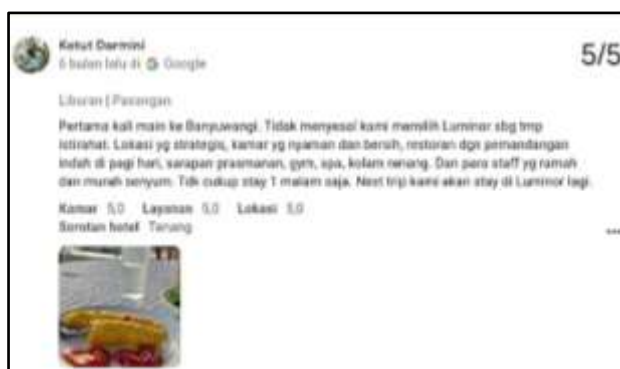 Ketut Darmini
6 bulan lalu di Google
5/5
Liburan | Pasangan
Pertama kali main ke Banyuwangi. Tidak menyesal kami memilih Luminor sbg tmp
istirahat. Lokasi yg strategis, kamar yg nyaman dan bersih, restoran dgn pemandangan
indah di pagi hari, sarapan prasmanan, gym, spa, kolam renang. Dan para staff yg ramah
dan murah senyum. Tdk cukup stay 1 malam saja. Next trip kami akan stay di Luminor lagi.
Kamar 5,0 Layanan 5,0 Lokasi 5,0
Sorotan hotel Tenang